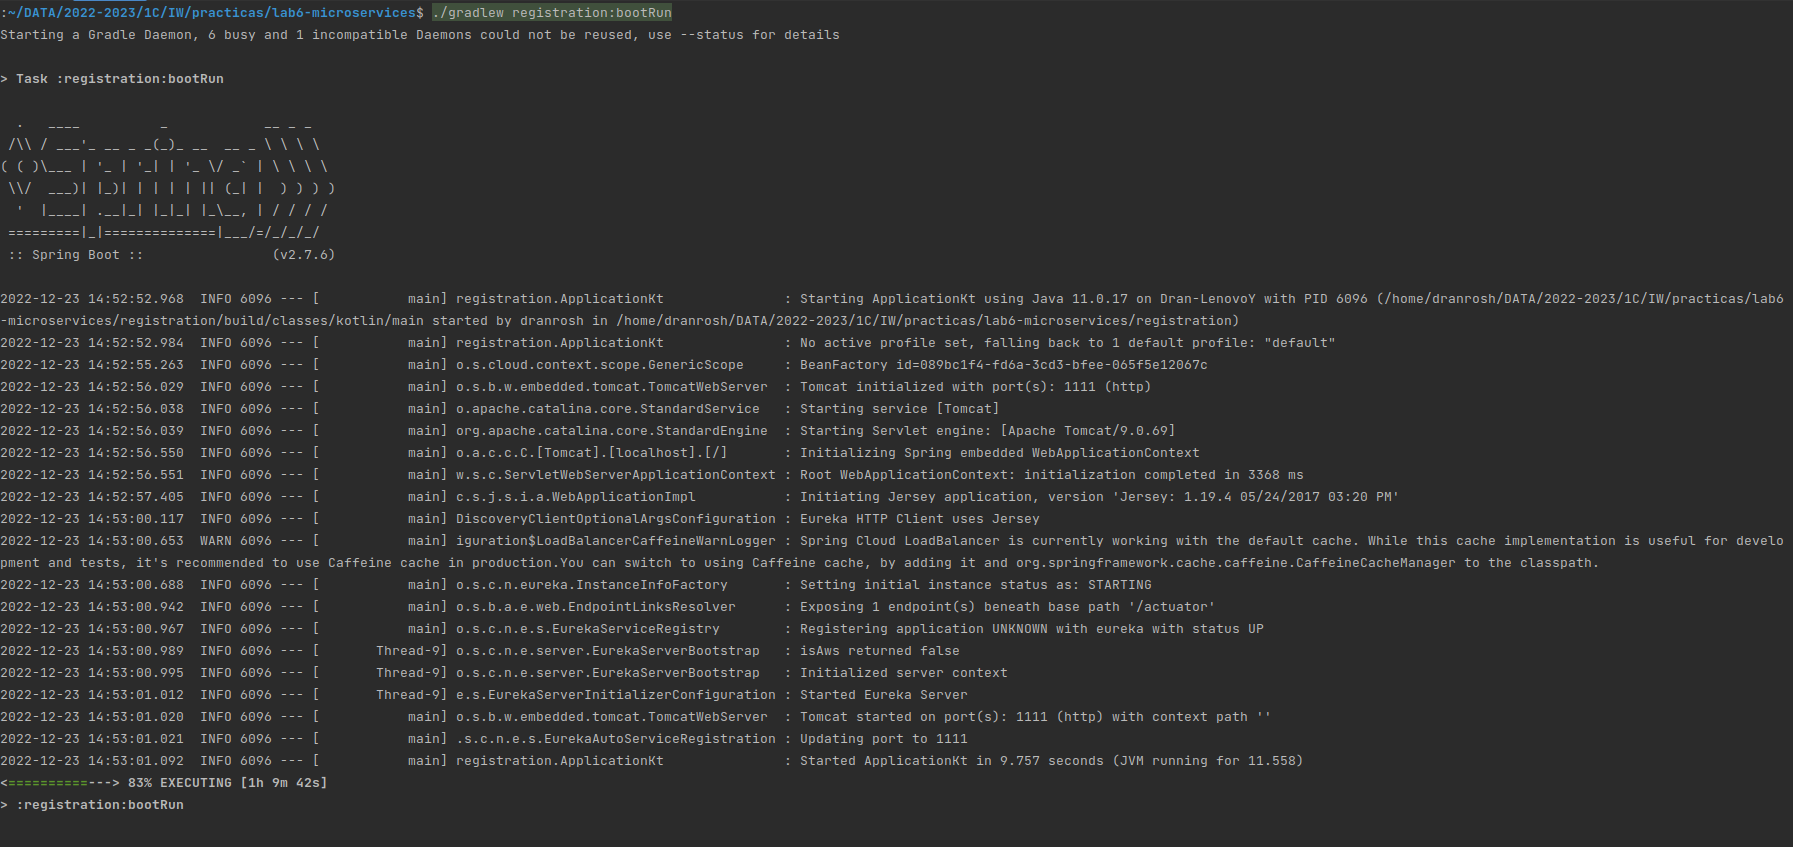 :~/DATA/2022-2023/1C/IW/practicas/lab6-microservices$ ./gradlew registration:bootRun
Starting a Gradle Daemon, 6 busy and 1 incompatible Daemons could not be reused, use --status for details
> Task :registration:bootRun
  .   ____          _            __ _ _
 /\\ / ___'_ __ _ _(_)_ __  __ _ \ \ \ \
( ( )\___ | '_ | '_| | '_ \/ _` | \ \ \ \
 \\/  ___)| |_)| | | | | || (_| |  ) ) ) )
  '  |____| .__|_| |_|_| |_\__, | / / / /
 =========|_|==============|___/=/_/_/_/
 :: Spring Boot ::                (v2.7.6)
2022-12-23 14:52:52.968  INFO 6096 --- [           main] registration.ApplicationKt               : Starting ApplicationKt using Java 11.0.17 on Dran-LenovoY with PID 6096 (/home/dranrosh/DATA/2022-2023/1C/IW/practicas/lab6
-microservices/registration/build/classes/kotlin/main started by dranrosh in /home/dranrosh/DATA/2022-2023/1C/IW/practicas/lab6-microservices/registration)
2022-12-23 14:52:52.984  INFO 6096 --- [           main] registration.ApplicationKt               : No active profile set, falling back to 1 default profile: "default"
2022-12-23 14:52:55.263  INFO 6096 --- [           main] o.s.cloud.context.scope.GenericScope     : BeanFactory id=089bc1f4-fd6a-3cd3-bfee-065f5e12067c
2022-12-23 14:52:56.029  INFO 6096 --- [           main] o.s.b.w.embedded.tomcat.TomcatWebServer  : Tomcat initialized with port(s): 1111 (http)
2022-12-23 14:52:56.038  INFO 6096 --- [           main] o.apache.catalina.core.StandardService   : Starting service [Tomcat]
2022-12-23 14:52:56.039  INFO 6096 --- [           main] org.apache.catalina.core.StandardEngine  : Starting Servlet engine: [Apache Tomcat/9.0.69]
2022-12-23 14:52:56.550  INFO 6096 --- [           main] o.a.c.c.C.[Tomcat].[localhost].[/]       : Initializing Spring embedded WebApplicationContext
2022-12-23 14:52:56.551  INFO 6096 --- [           main] w.s.c.ServletWebServerApplicationContext : Root WebApplicationContext: initialization completed in 3368 ms
2022-12-23 14:52:57.405  INFO 6096 --- [           main] c.s.j.s.i.a.WebApplicationImpl           : Initiating Jersey application, version 'Jersey: 1.19.4 05/24/2017 03:20 PM'
2022-12-23 14:53:00.117  INFO 6096 --- [           main] DiscoveryClientOptionalArgsConfiguration : Eureka HTTP Client uses Jersey
2022-12-23 14:53:00.653  WARN 6096 --- [           main] iguration$LoadBalancerCaffeineWarnLogger : Spring Cloud LoadBalancer is currently working with the default cache. While this cache implementation is useful for develo
pment and tests, it's recommended to use Caffeine cache in production.You can switch to using Caffeine cache, by adding it and org.springframework.cache.caffeine.CaffeineCacheManager to the classpath.
2022-12-23 14:53:00.688  INFO 6096 --- [           main] o.s.c.n.eureka.InstanceInfoFactory       : Setting initial instance status as: STARTING
2022-12-23 14:53:00.942  INFO 6096 --- [           main] o.s.b.a.e.web.EndpointLinksResolver      : Exposing 1 endpoint(s) beneath base path '/actuator'
2022-12-23 14:53:00.967  INFO 6096 --- [           main] o.s.c.n.e.s.EurekaServiceRegistry        : Registering application UNKNOWN with eureka with status UP
2022-12-23 14:53:00.989  INFO 6096 --- [       Thread-9] o.s.c.n.e.server.EurekaServerBootstrap   : isAws returned false
2022-12-23 14:53:00.995  INFO 6096 --- [       Thread-9] o.s.c.n.e.server.EurekaServerBootstrap   : Initialized server context
2022-12-23 14:53:01.012  INFO 6096 --- [       Thread-9] e.s.EurekaServerInitializerConfiguration : Started Eureka Server
2022-12-23 14:53:01.020  INFO 6096 --- [           main] o.s.b.w.embedded.tomcat.TomcatWebServer  : Tomcat started on port(s): 1111 (http) with context path ''
2022-12-23 14:53:01.021  INFO 6096 --- [           main] .s.c.n.e.s.EurekaAutoServiceRegistration : Updating port to 1111
2022-12-23 14:53:01.092  INFO 6096 --- [           main] registration.ApplicationKt               : Started ApplicationKt in 9.757 seconds (JVM running for 11.558)
<==========---> 83% EXECUTING [1h 9m 42s]
> :registration:bootRun